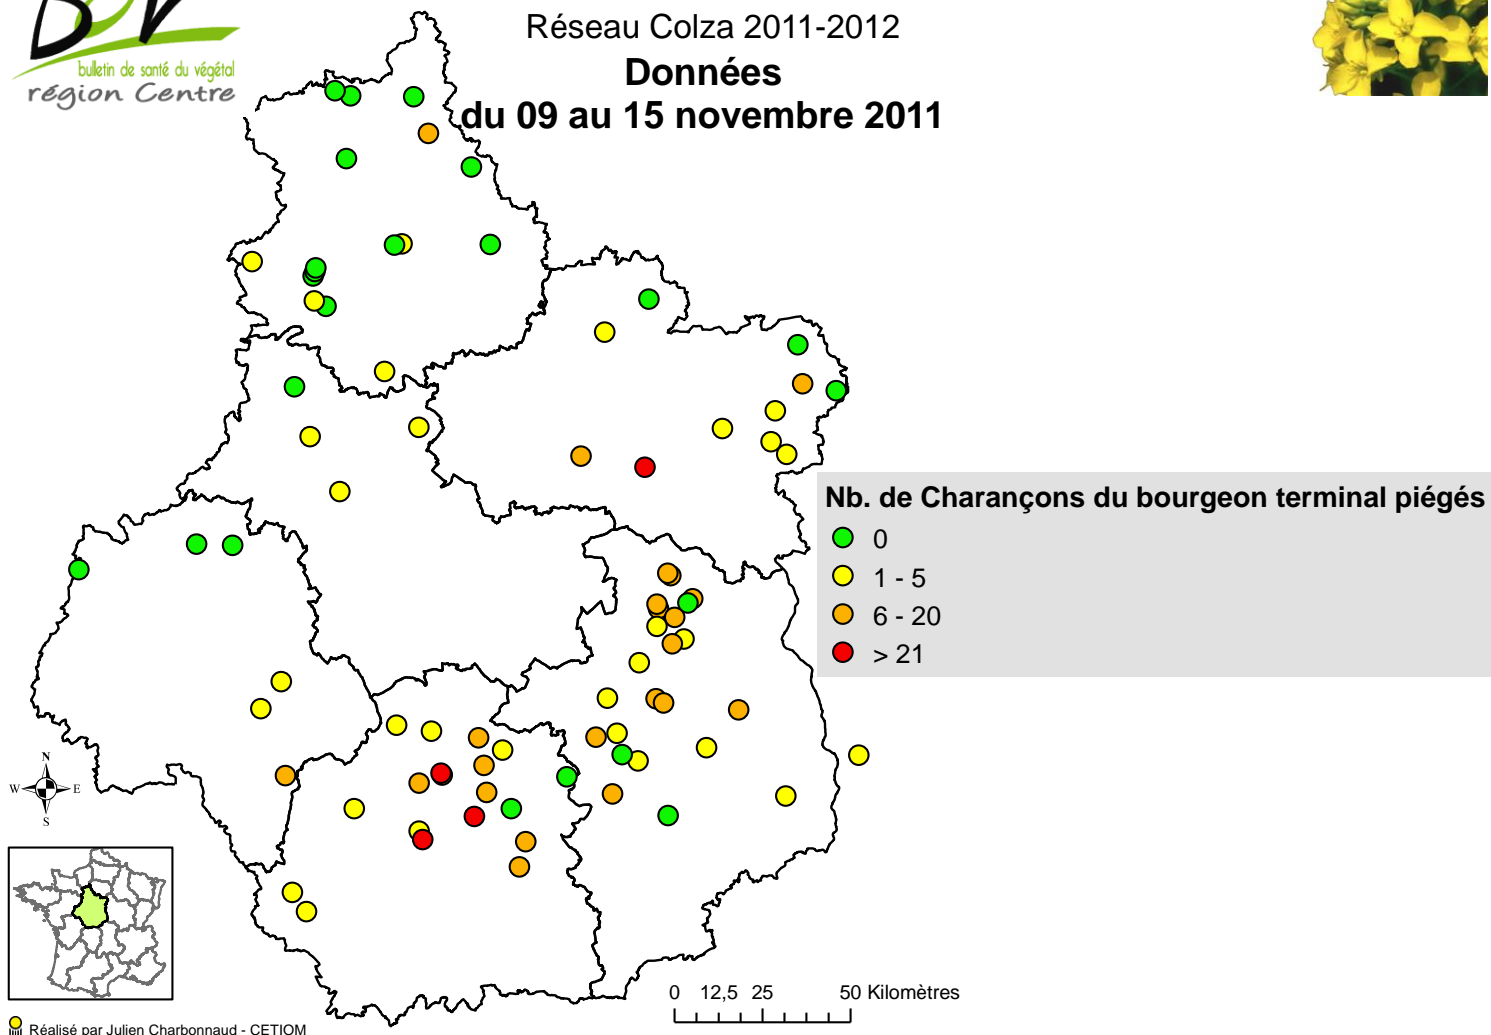 bulletin de santé du végétal
région Centre
Réseau Colza 2011-2012
Données
du 09 au 15 novembre 2011
Nb. de Charançons du bourgeon terminal piégés
0
1 - 5
6 - 20
> 21
N
W E
S
0 12,5 25 50 Kilomètres
Réalisé par Julien Charbonnaud - CETIOM